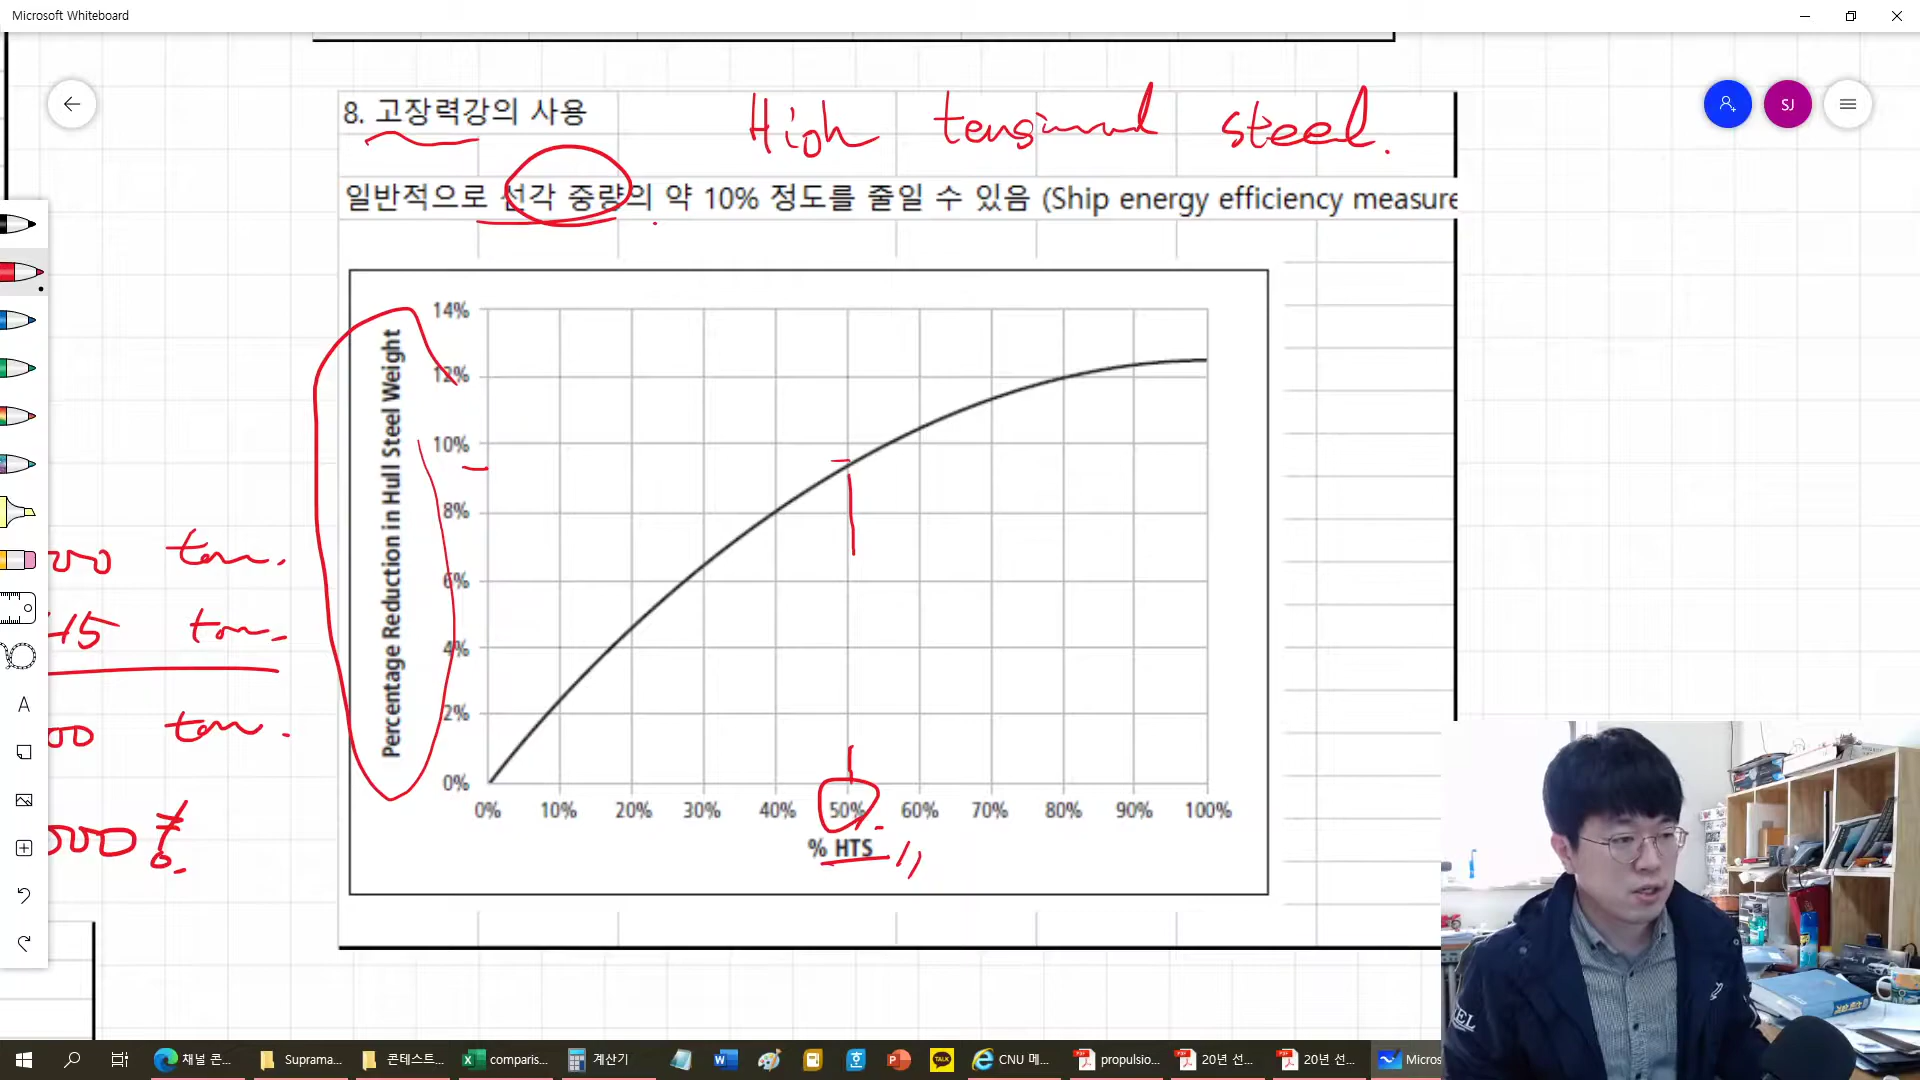 Microsoft Whiteboard
SJ
8. 고장력강의 사용
High tensional steel.
일반적으로 선각 중량의 약 10% 정도를 줄일 수 있음 (Ship energy efficiency measure
Percentage Reduction in Hull Steel Weight
14%
12%
10%
8%
6%
4%
2%
0%
0% 10% 20% 30% 40% 50% 60% 70% 80% 90% 100%
% HTS
ton.
ton.
ton.
A
채널 콘...
Suprama...
콘테스트...
comparis...
계산기
CNU 메...
propulsio...
20년 선...
20년 선...
Micros